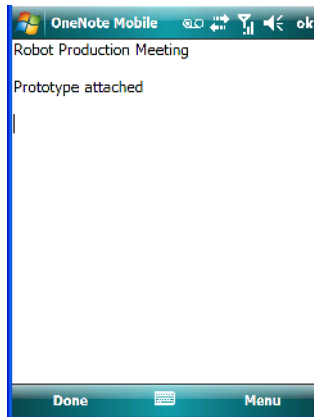 OneNote Mobile ok
Robot Production Meeting
Prototype attached
Done Menu